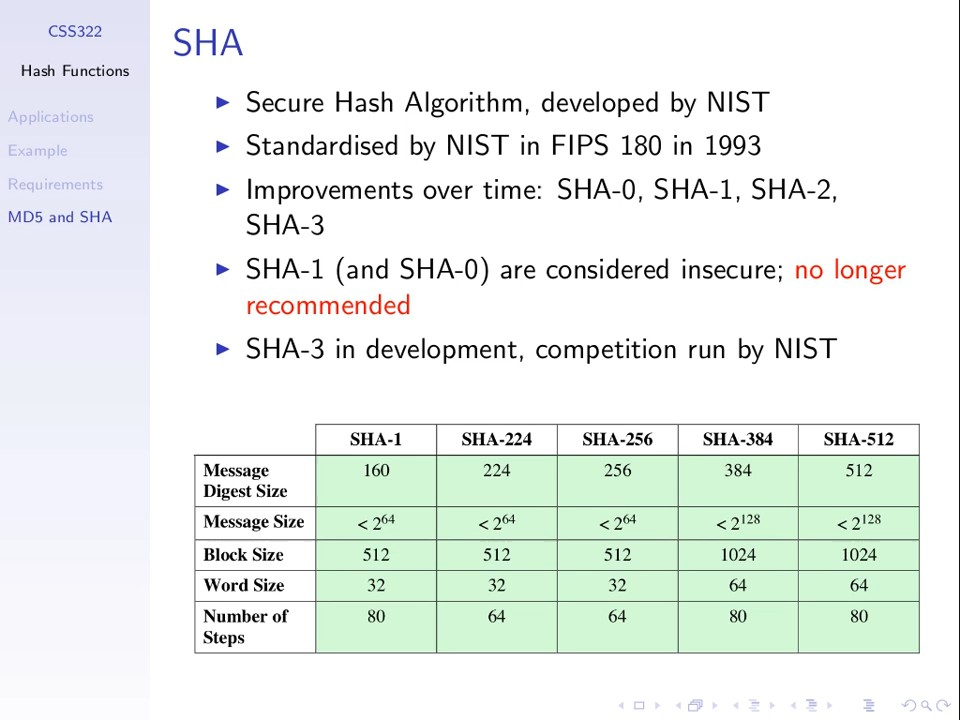 CSS322
Hash Functions
Applications
Example
Requirements
MD5 and SHA
SHA
Secure Hash Algorithm, developed by NIST
Standardised by NIST in FIPS 180 in 1993
Improvements over time: SHA-0, SHA-1, SHA-2,
SHA-3
SHA-1 (and SHA-0) are considered insecure; no longer
recommended
SHA-3 in development, competition run by NIST
SHA-1 SHA-224 SHA-256 SHA-384 SHA-512
Message
Digest Size 160 224 256 384 512
Message Size < 2^64 < 2^64 < 2^64 < 2^128 < 2^128
Block Size 512 512 512 1024 1024
Word Size 32 32 32 64 64
Number of
Steps 80 64 64 80 80